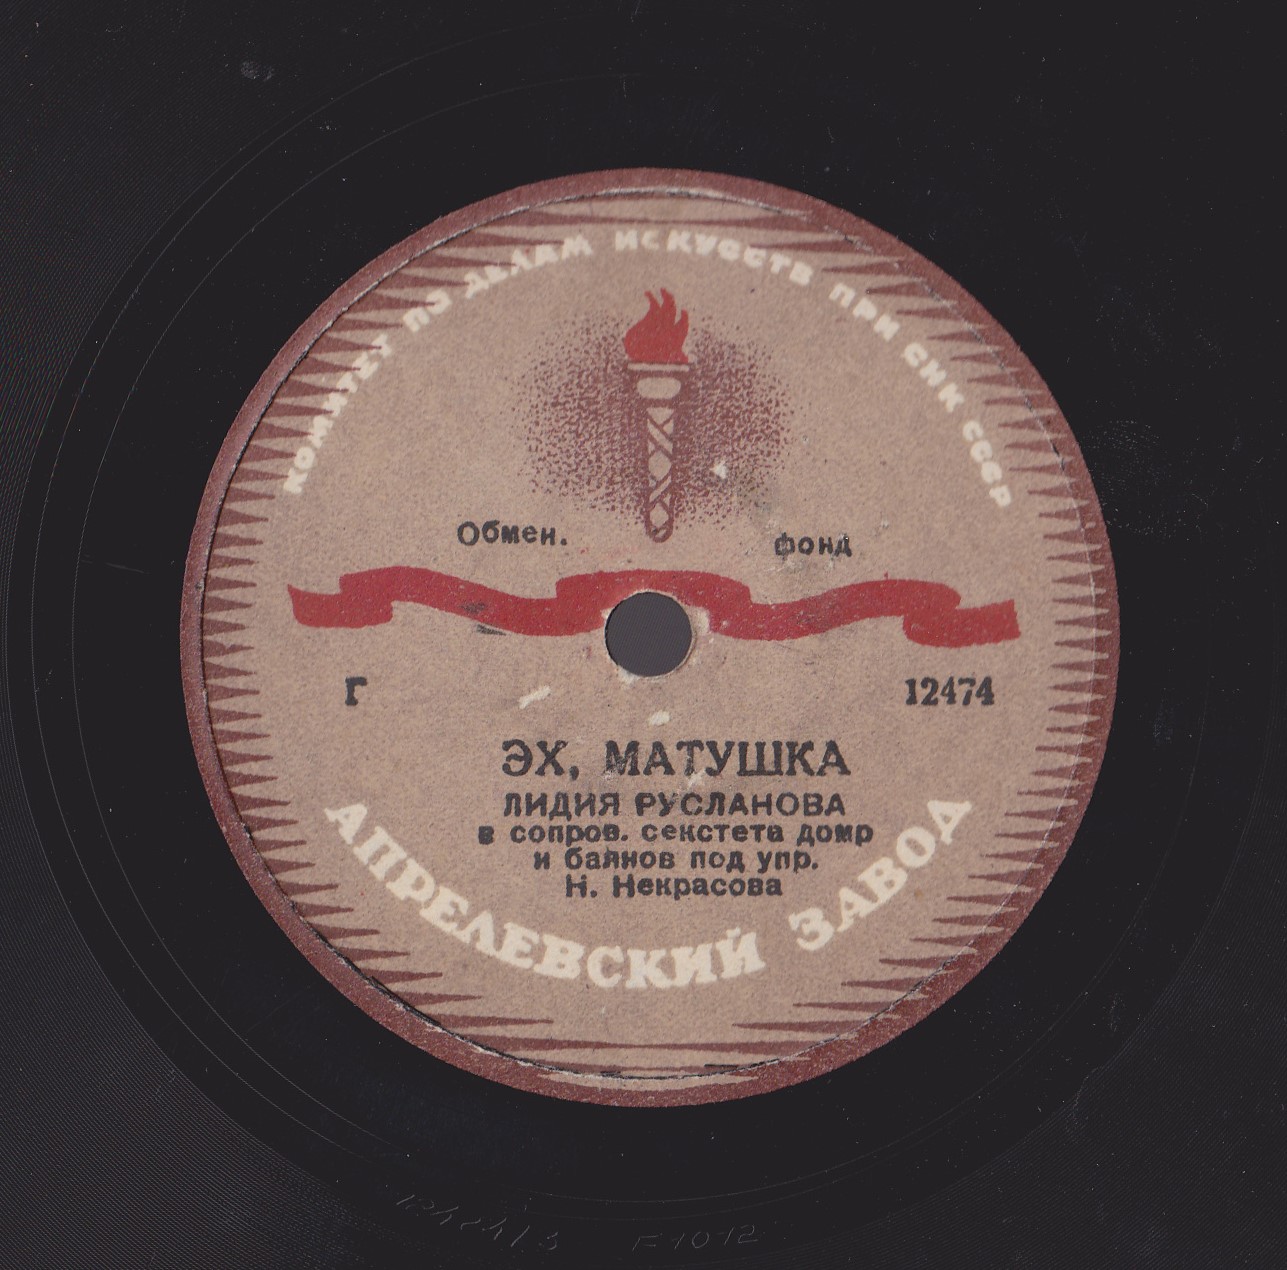 КОМИТЕТ ПО ДЕЛАМ ИСКУССТВ ПРИ СНК СССР
Обмен. фонд
Г 12474
ЭХ, МАТУШКА
ЛИДИЯ РУСЛАНОВА
в сопров. секстета домр
и баянов под упр.
Н. Некрасова
АПРЕЛЕВСКИЙ ЗАВОД